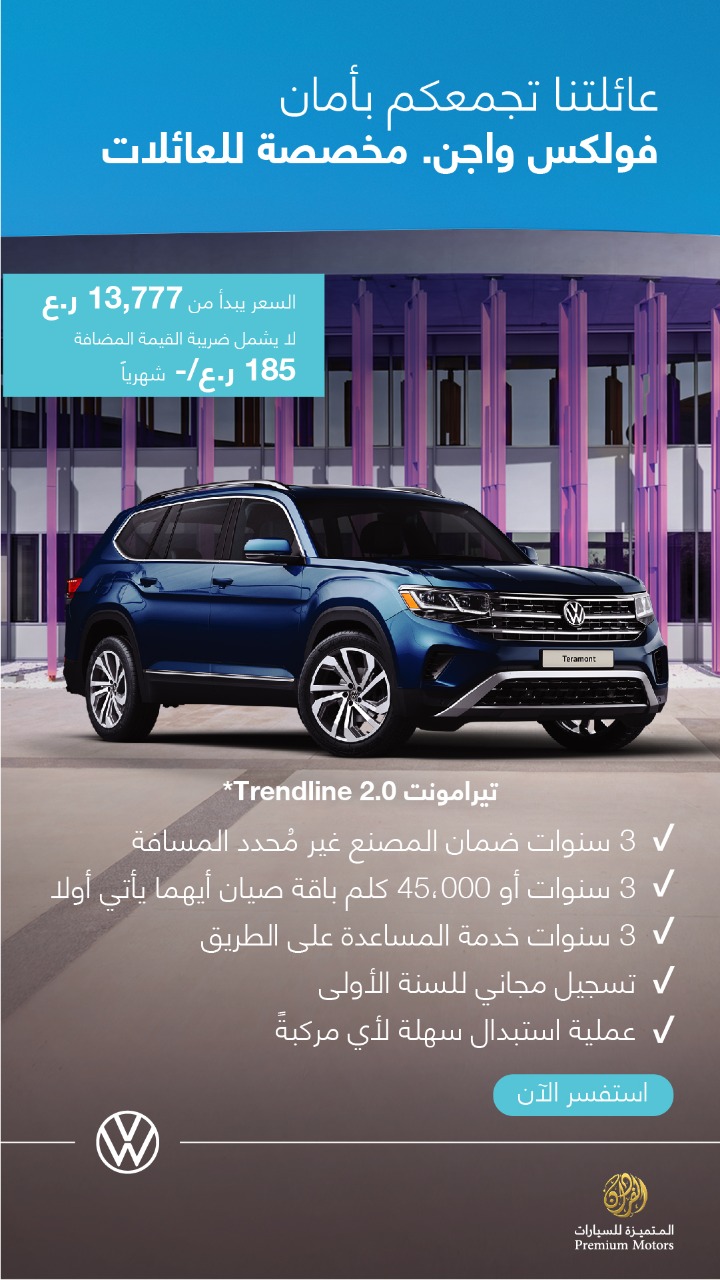 عائلتنا تجمعكم بأمان
فولكس واجن. مخصصة للعائلات
السعر يبدأ من 13,777 ر.ع
لا يشمل ضريبة القيمة المضافة
185 ر.ع/- شهرياً
Teramont
تيرامونت Trendline 2.0*
✓ 3 سنوات ضمان المصنع غير مُحدد المسافة
✓ 3 سنوات أو 45،000 كلم باقة صيان أيهما يأتي أولا
✓ 3 سنوات خدمة المساعدة على الطريق
✓ تسجيل مجاني للسنة الأولى
✓ عملية استبدال سهلة لأي مركبةً
استفسر الآن
المتميزة للسيارات
Premium Motors